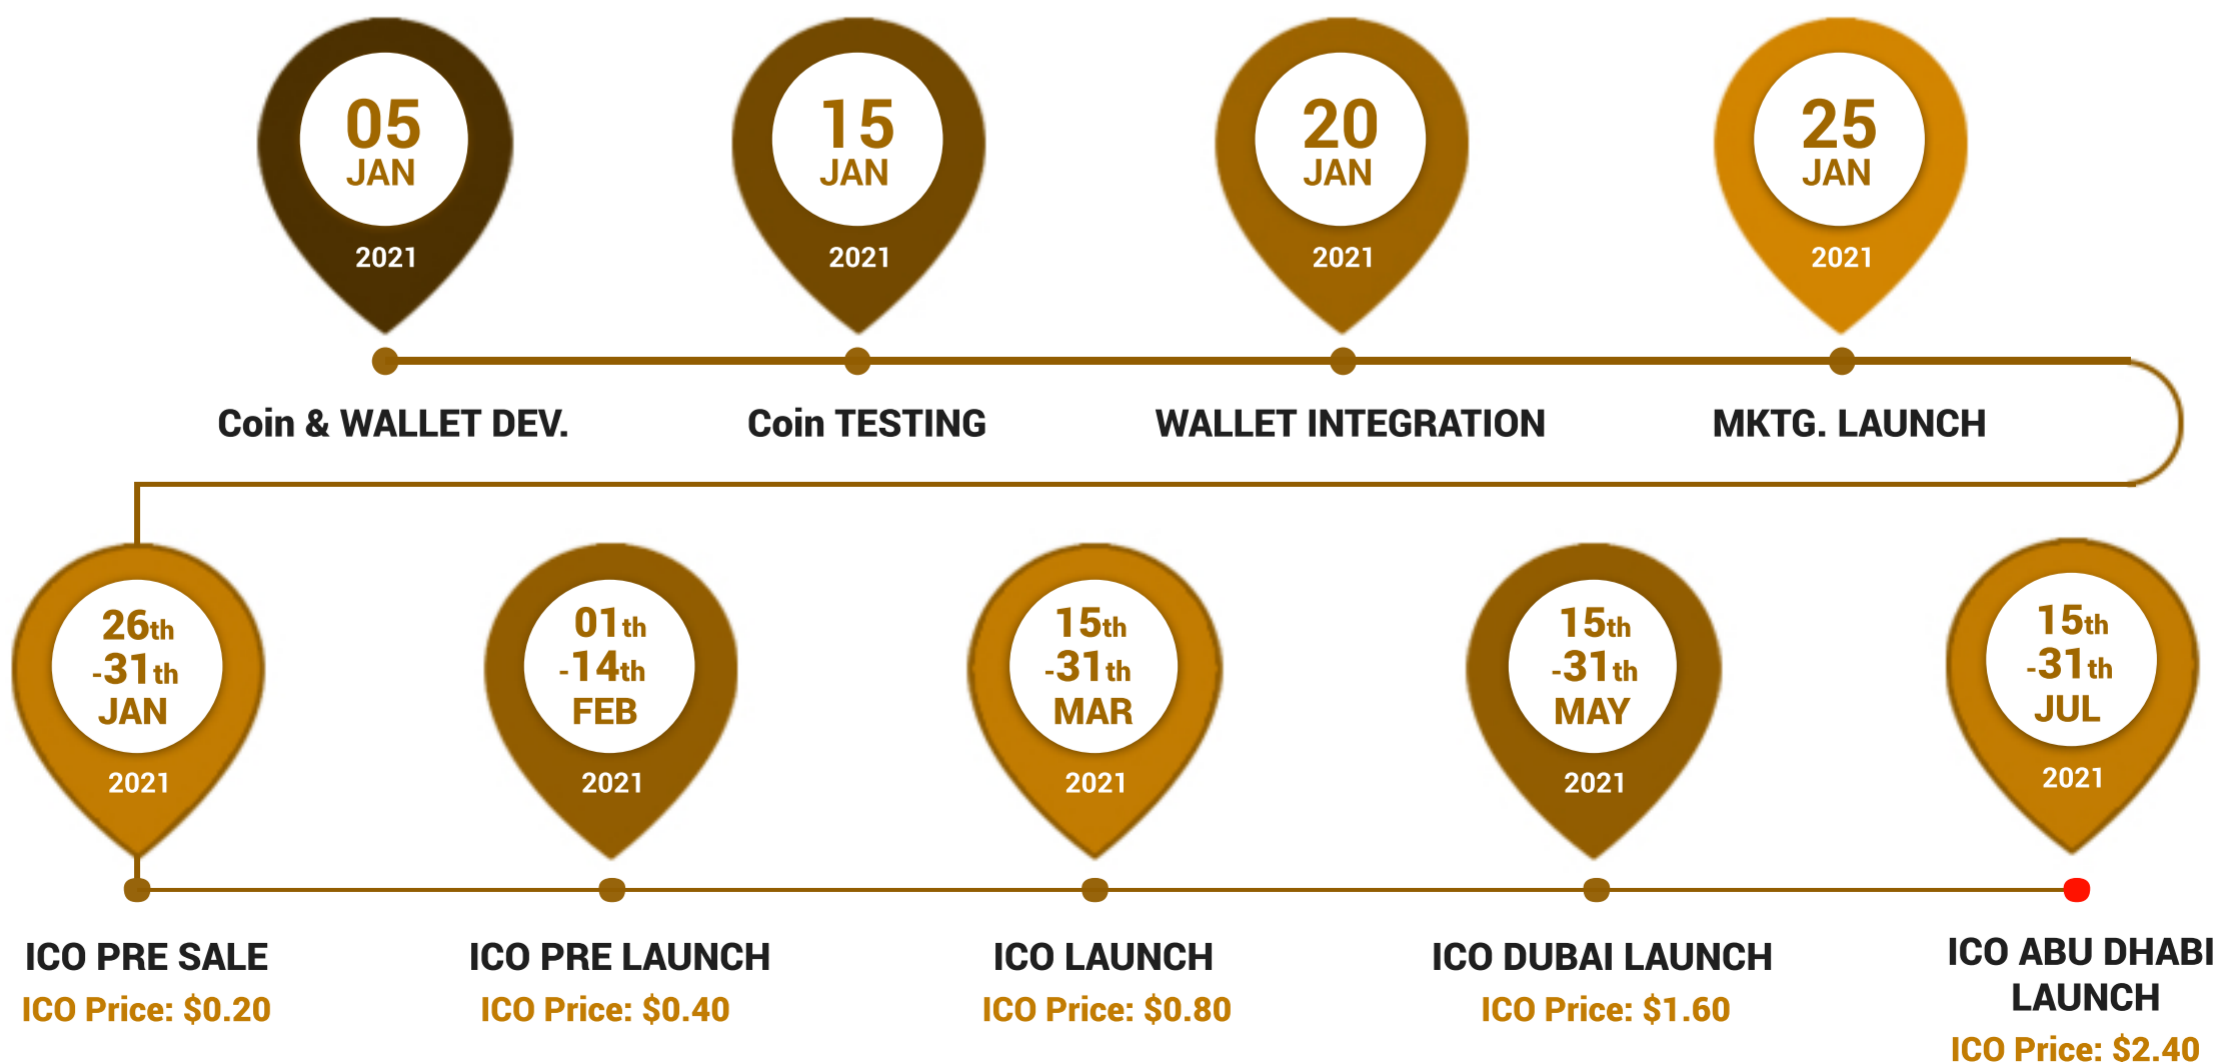 05
JAN
2021
15
JAN
2021
20
JAN
2021
25
JAN
2021
Coin & WALLET DEV.
Coin TESTING
WALLET INTEGRATION
MKTG. LAUNCH
26th
-31th
JAN
2021
01th
-14th
FEB
2021
15th
-31th
MAR
2021
15th
-31th
MAY
2021
15th
-31th
JUL
2021
ICO PRE SALE
ICO Price: $0.20
ICO PRE LAUNCH
ICO Price: $0.40
ICO LAUNCH
ICO Price: $0.80
ICO DUBAI LAUNCH
ICO Price: $1.60
ICO ABU DHABI
LAUNCH
ICO Price: $2.40